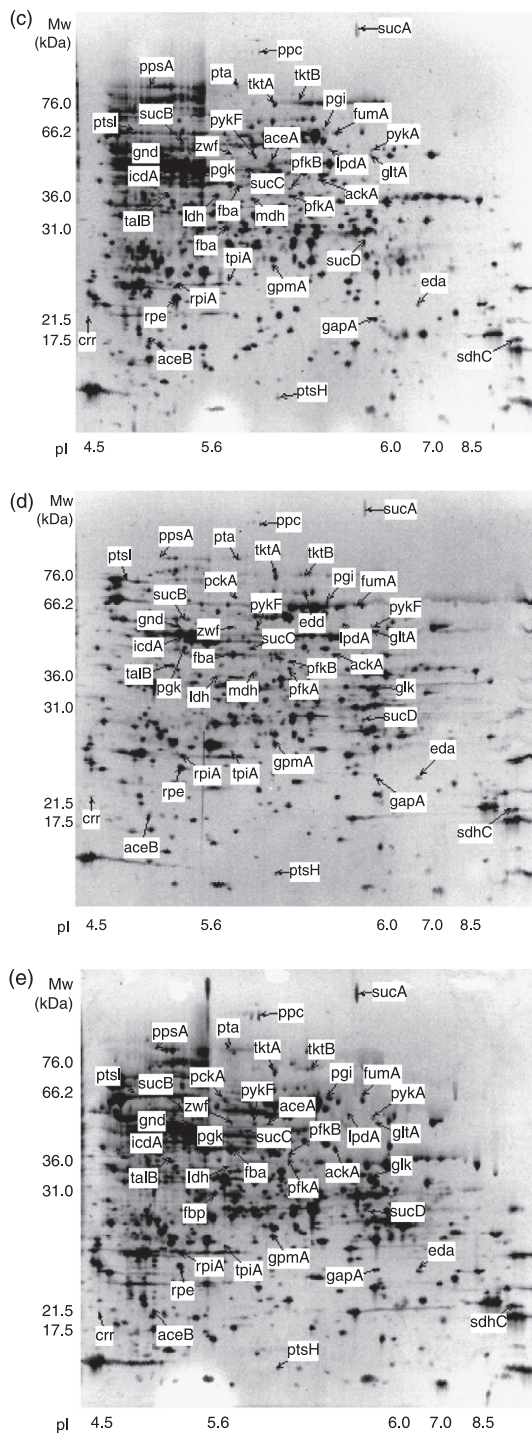 (c)
Mw
(kDa)
sucA
ppc
ppsA
pta
tktA
tktB
pgi
76.0
fumA
ptsI
sucB
pykF
aceA
pykA
66.2
zwf
lpdA
gnd
pfkB
gltA
icdA
pgk
sucC
ackA
36.0
talB
ldh
fba
mdh
pfkA
31.0
fba
sucD
tpiA
gpmA
eda
rpiA
rpe
gapA
21.5
crr
17.5
sdhC
aceB
ptsH
pI 4.5 5.6 6.0 7.0 8.5
(d)
Mw
(kDa)
sucA
ppc
ppsA
pta
ptsI
tktA
tktB
76.0
pckA
pgi
fumA
66.2
sucB
pykF
edd
pykF
gnd
zwf
lpdA
gltA
icdA
sucC
fba
pfkB
ackA
36.0
talB
pgk
ldh
mdh
pfkA
glk
31.0
sucD
gpmA
eda
rpiA
tpiA
rpe
gapA
21.5
crr
17.5
aceB
sdhC
ptsH
pI 4.5 5.6 6.0 7.0 8.5
(e)
Mw
(kDa)
sucA
ppc
ppsA
pta
tktA
tktB
76.0
ptsI
sucB
pckA
pgi
fumA
66.2
pykF
aceA
pykA
gnd
zwf
pfkB
lpdA
gltA
icdA
pgk
sucC
36.0
talB
ldh
fba
pfkA
ackA
glk
31.0
fbp
sucD
gpmA
eda
rpiA
tpiA
gapA
rpe
21.5
crr
aceB
17.5
sdhC
ptsH
pI 4.5 5.6 6.0 7.0 8.5